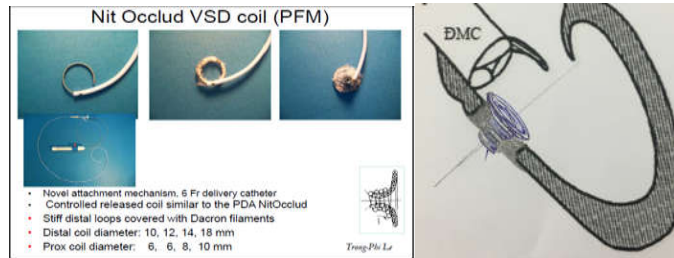 Nit Occlud VSD coil (PFM)
• Novel attachment mechanism, 6 Fr delivery catheter
• Controlled released coil similar to the PDA NitOcclud
• Stiff distal loops covered with Dacron filaments
• Distal coil diameter: 10, 12, 14, 18 mm
• Prox coil diameter: 6, 6, 8, 10 mm
Trong-Phi Le
ĐMC